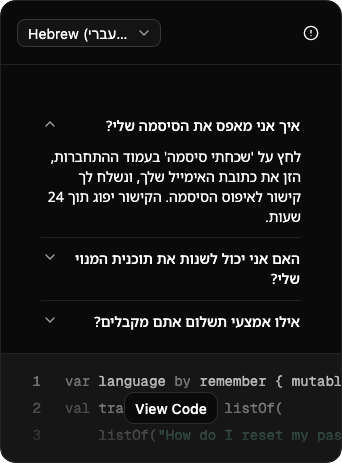 Hebrew (עברי...
איך אני מאפס את הסיסמה שלי?
לחץ על 'שכחתי סיסמה' בעמוד ההתחברות,
הזן את כתובת האימייל שלך, ונשלח לך
קישור לאיפוס הסיסמה. הקישור יפוג תוך 24
שעות.
האם אני יכול לשנות את תוכנית המנוי
שלי?
אילו אמצעי תשלום אתם מקבלים?
1 var language by remember { mutabl
2 val tra View Code listOf(
3 listOf("How do I reset my pas